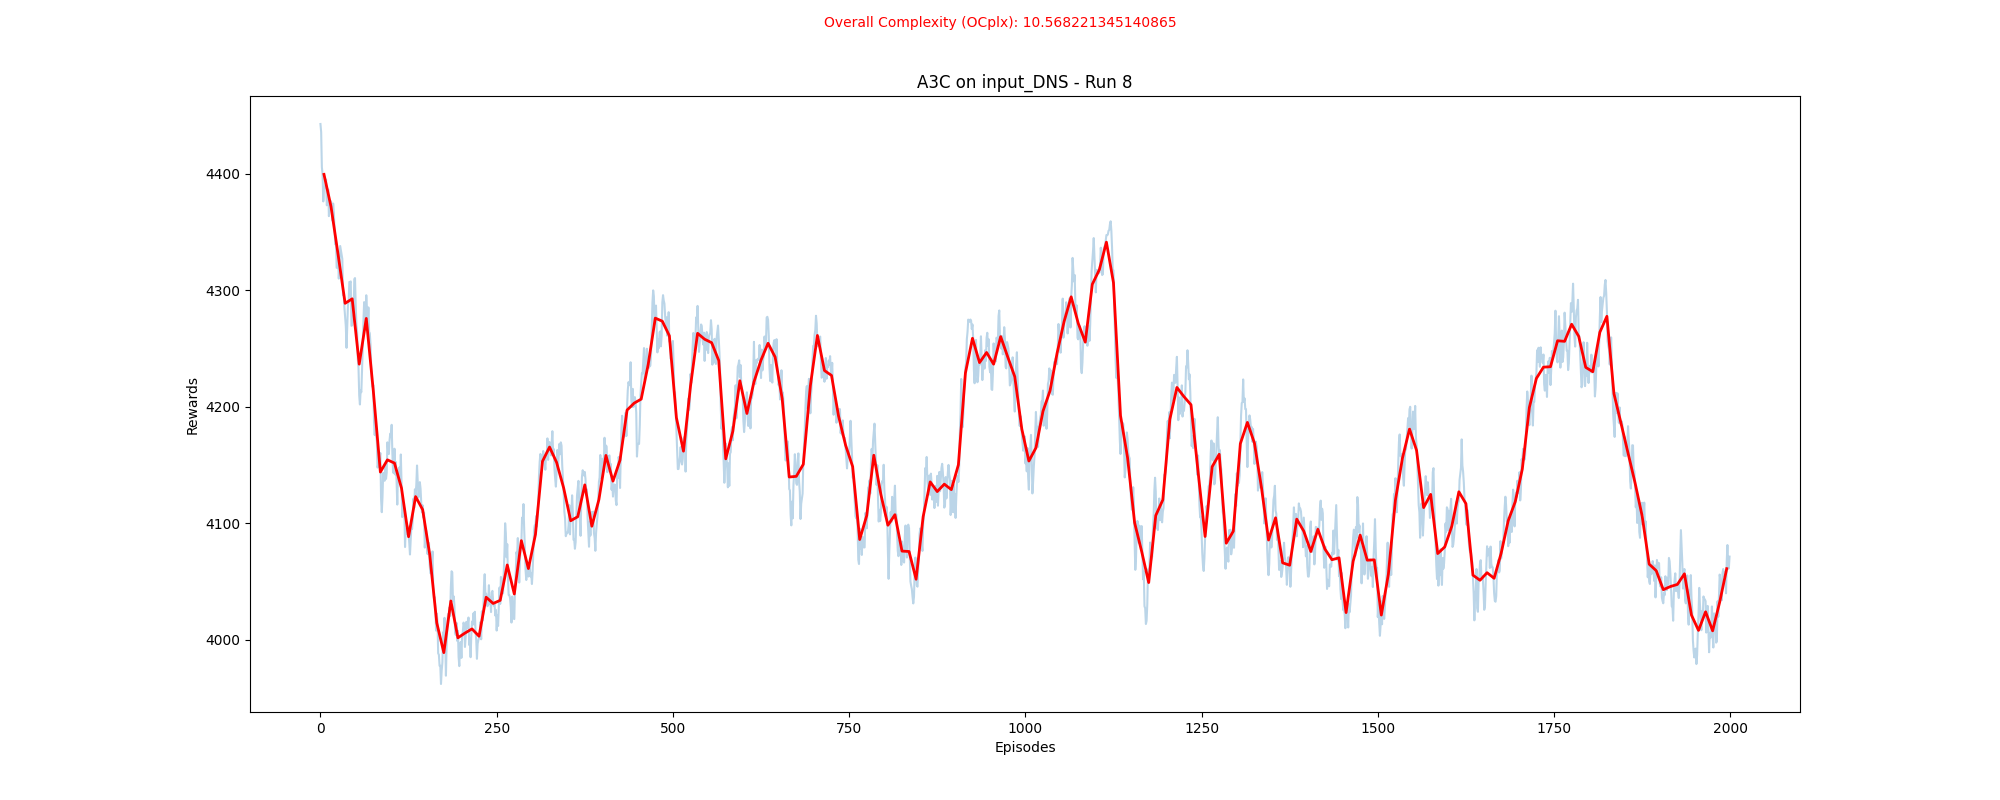 Overall Complexity (OCplx): 10.568221345140865
A3C on input_DNS - Run 8
Rewards
4400
4300
4200
4100
4000
0 250 500 750 1000 1250 1500 1750 2000
Episodes